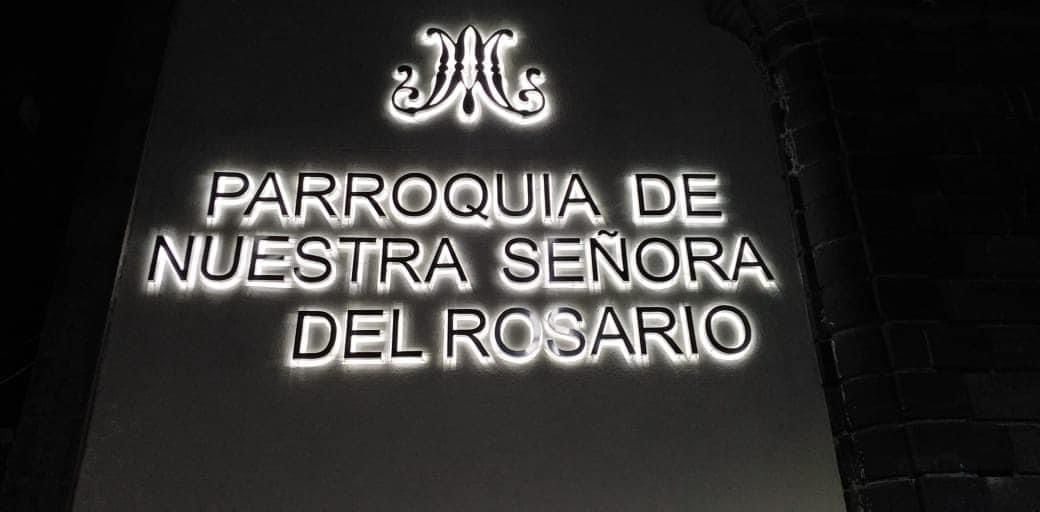 PARROQUIA DE
NUESTRA SEÑORA
DEL ROSARIO